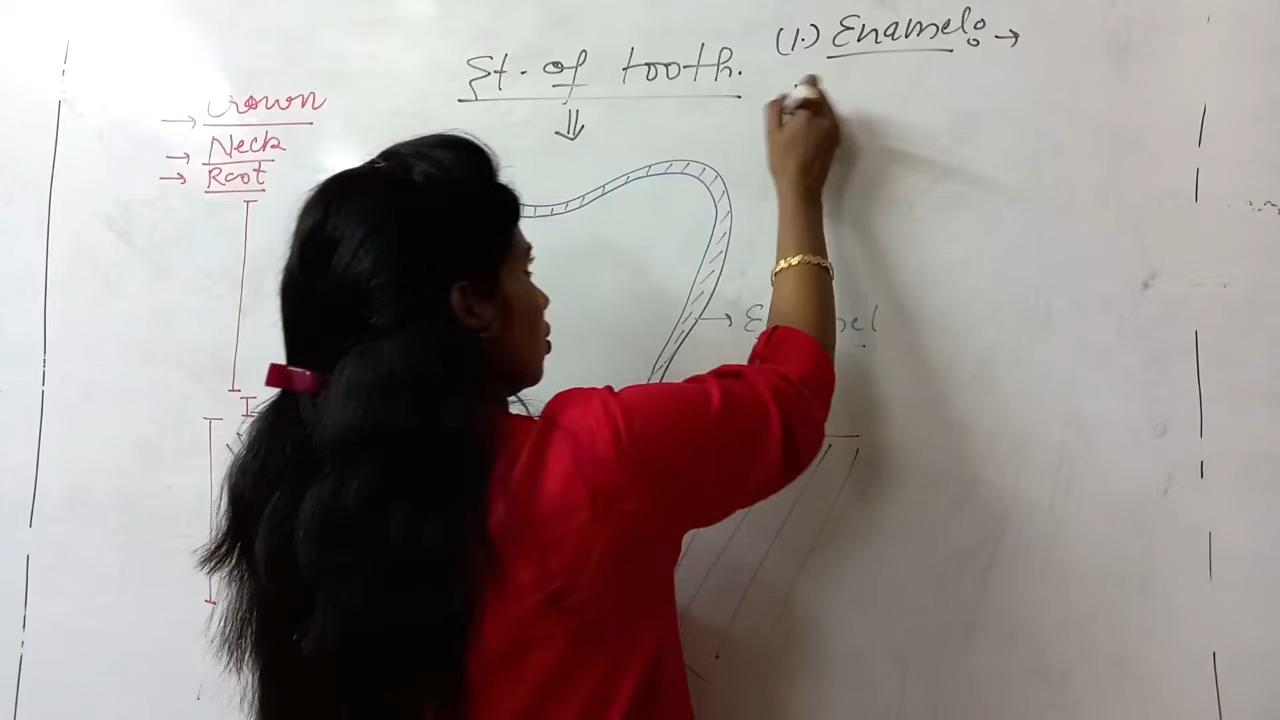 St. of tooth.
(1.) Enamel: →
→ Crown
→ Neck
→ Root